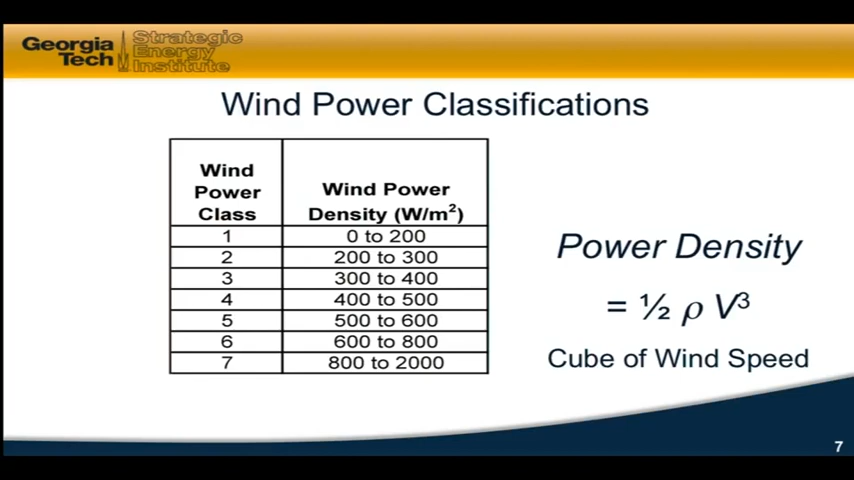 Georgia Tech
Strategic Energy Institute
Wind Power Classifications
Wind Power Class
Wind Power Density (W/m²)
1 0 to 200
2 200 to 300
3 300 to 400
4 400 to 500
5 500 to 600
6 600 to 800
7 800 to 2000
Power Density
= ½ ρ V³
Cube of Wind Speed
7